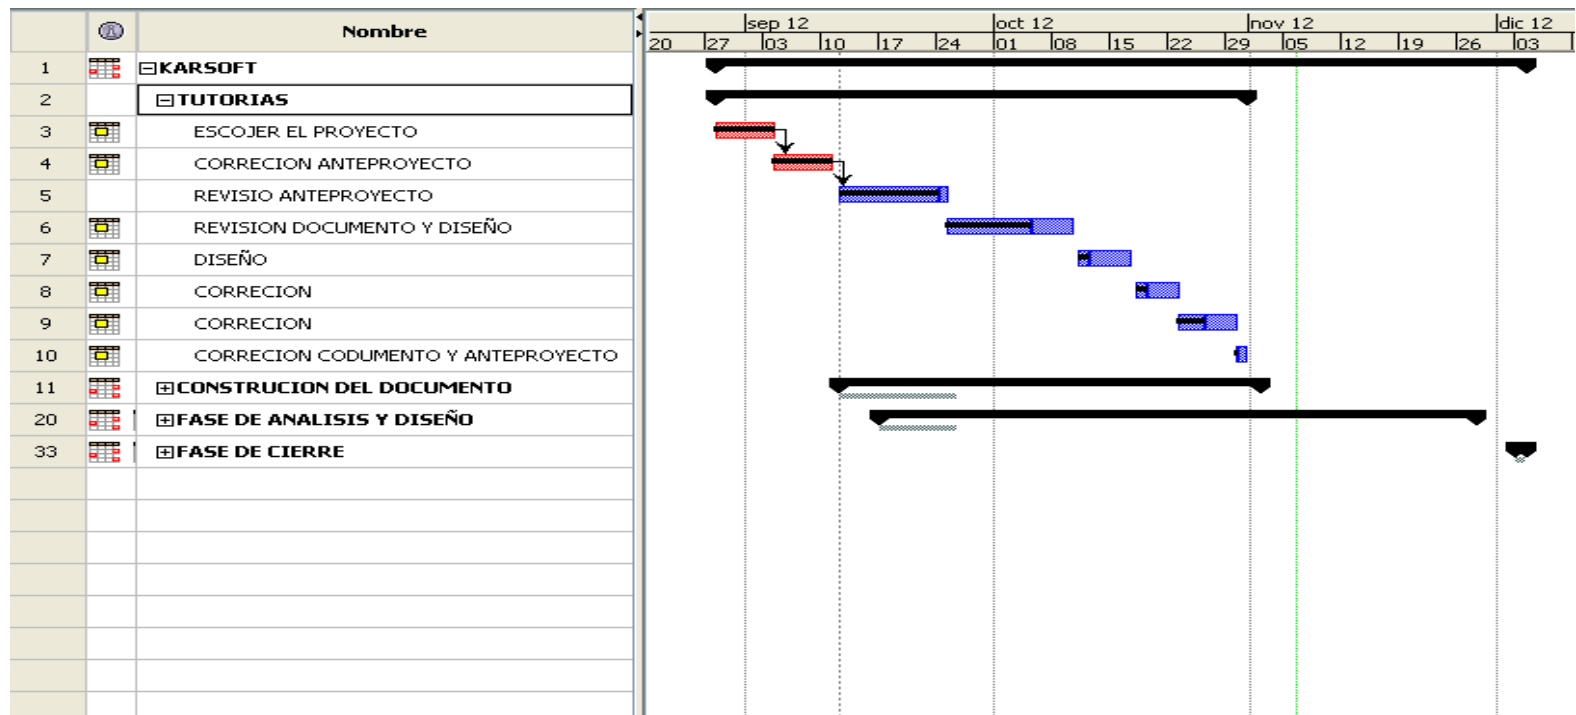 Nombre
sep 12 oct 12 nov 12 dic 12
20 27 03 10 17 24 01 08 15 22 29 05 12 19 26 03
1 KARSOFT
2 TUTORIAS
3 ESCOJER EL PROYECTO
4 CORRECION ANTEPROYECTO
5 REVISIO ANTEPROYECTO
6 REVISION DOCUMENTO Y DISEÑO
7 DISEÑO
8 CORRECION
9 CORRECION
10 CORRECION CODUMENTO Y ANTEPROYECTO
11 CONSTRUCION DEL DOCUMENTO
20 FASE DE ANALISIS Y DISEÑO
33 FASE DE CIERRE